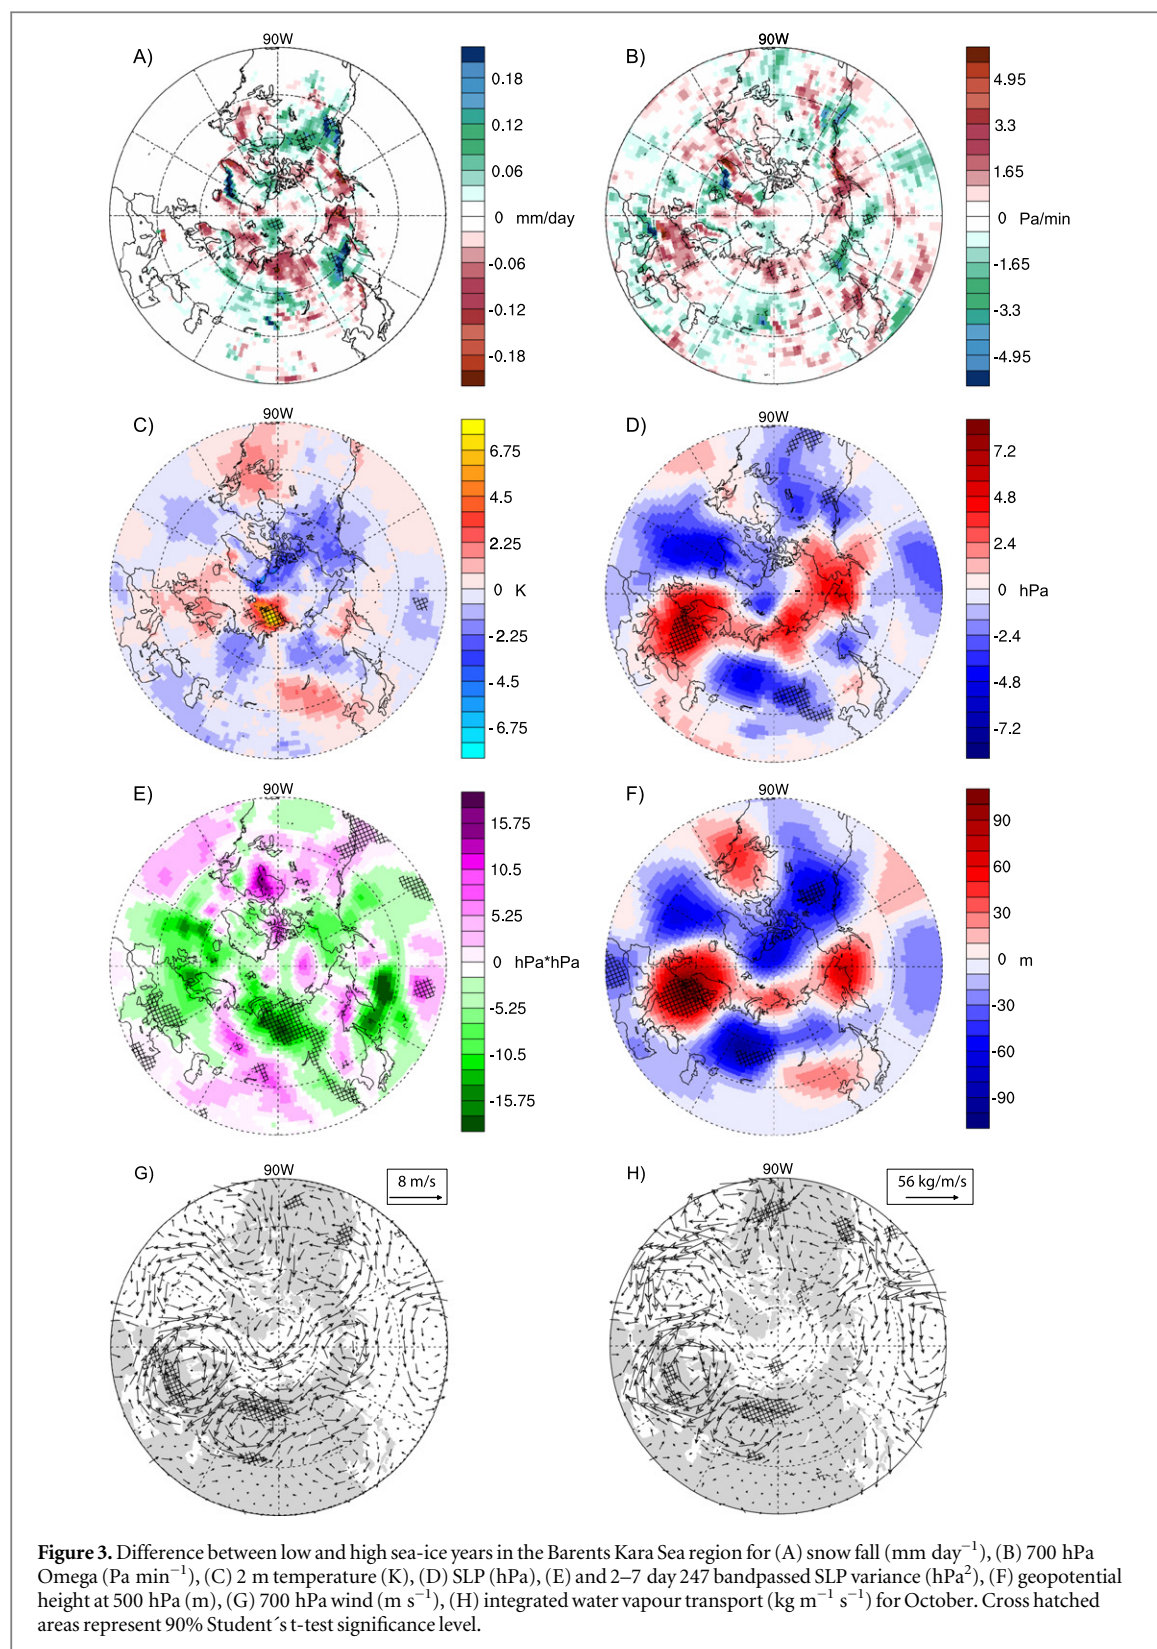 A)
90W
0.18
0.12
0.06
0 mm/day
-0.06
-0.12
-0.18
B)
90W
4.95
3.3
1.65
0 Pa/min
-1.65
-3.3
-4.95
C)
90W
6.75
4.5
2.25
0 K
-2.25
-4.5
-6.75
D)
90W
7.2
4.8
2.4
0 hPa
-2.4
-4.8
-7.2
E)
90W
15.75
10.5
5.25
0 hPa*hPa
-5.25
-10.5
-15.75
F)
90W
90
60
30
0 m
-30
-60
-90
G)
90W
8 m/s
H)
90W
56 kg/m/s
Figure 3. Difference between low and high sea-ice years in the Barents Kara Sea region for (A) snow fall (mm day⁻¹), (B) 700 hPa
Omega (Pa min⁻¹), (C) 2 m temperature (K), (D) SLP (hPa), (E) and 2–7 day 247 bandpassed SLP variance (hPa²), (F) geopotential
height at 500 hPa (m), (G) 700 hPa wind (m s⁻¹), (H) integrated water vapour transport (kg m⁻¹ s⁻¹) for October. Cross hatched
areas represent 90% Student´s t-test significance level.